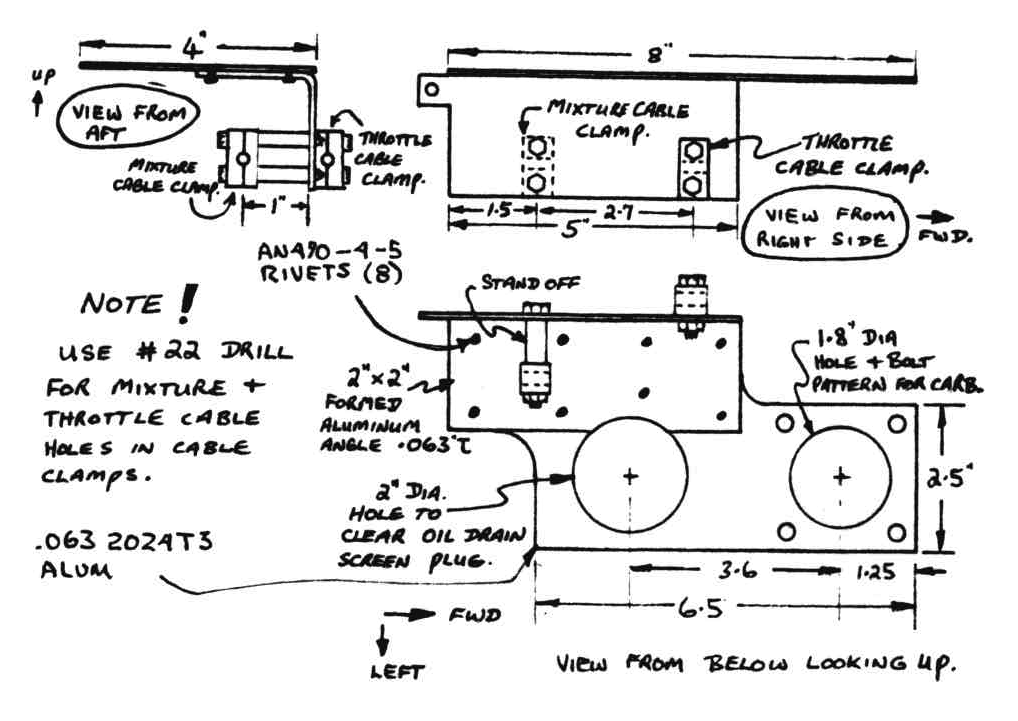 4"
UP
VIEW FROM
AFT
MIXTURE
CABLE CLAMP.
THROTTLE
CABLE
CLAMP.
1"
8"
MIXTURE CABLE
CLAMP.
THROTTLE
CABLE CLAMP.
1.5
2.7
5"
VIEW FROM
RIGHT SIDE
FWD.
AN470-4-5
RIVETS (8)
STAND OFF
NOTE!
USE #22 DRILL
FOR MIXTURE +
THROTTLE CABLE
HOLES IN CABLE
CLAMPS.
2"x2"
FORMED
ALUMINUM
ANGLE .063"T
1.8" DIA
HOLE + BOLT
PATTERN FOR CARB.
2.5"
2" DIA.
HOLE TO
CLEAR OIL DRAIN
SCREEN PLUG.
.063 2024T3
ALUM
3.6
1.25
6.5
FWD
LEFT
VIEW FROM BELOW LOOKING UP.